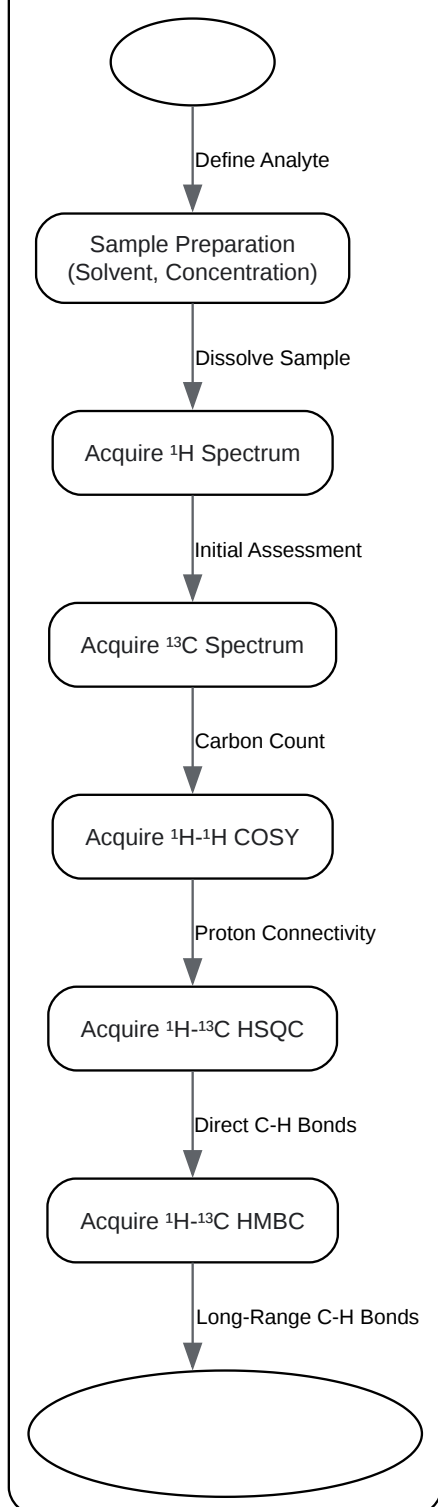 Define Analyte
Sample Preparation
(Solvent, Concentration)
Dissolve Sample
Acquire ¹H Spectrum
Initial Assessment
Acquire ¹³C Spectrum
Carbon Count
Acquire ¹H-¹H COSY
Proton Connectivity
Acquire ¹H-¹³C HSQC
Direct C-H Bonds
Acquire ¹H-¹³C HMBC
Long-Range C-H Bonds